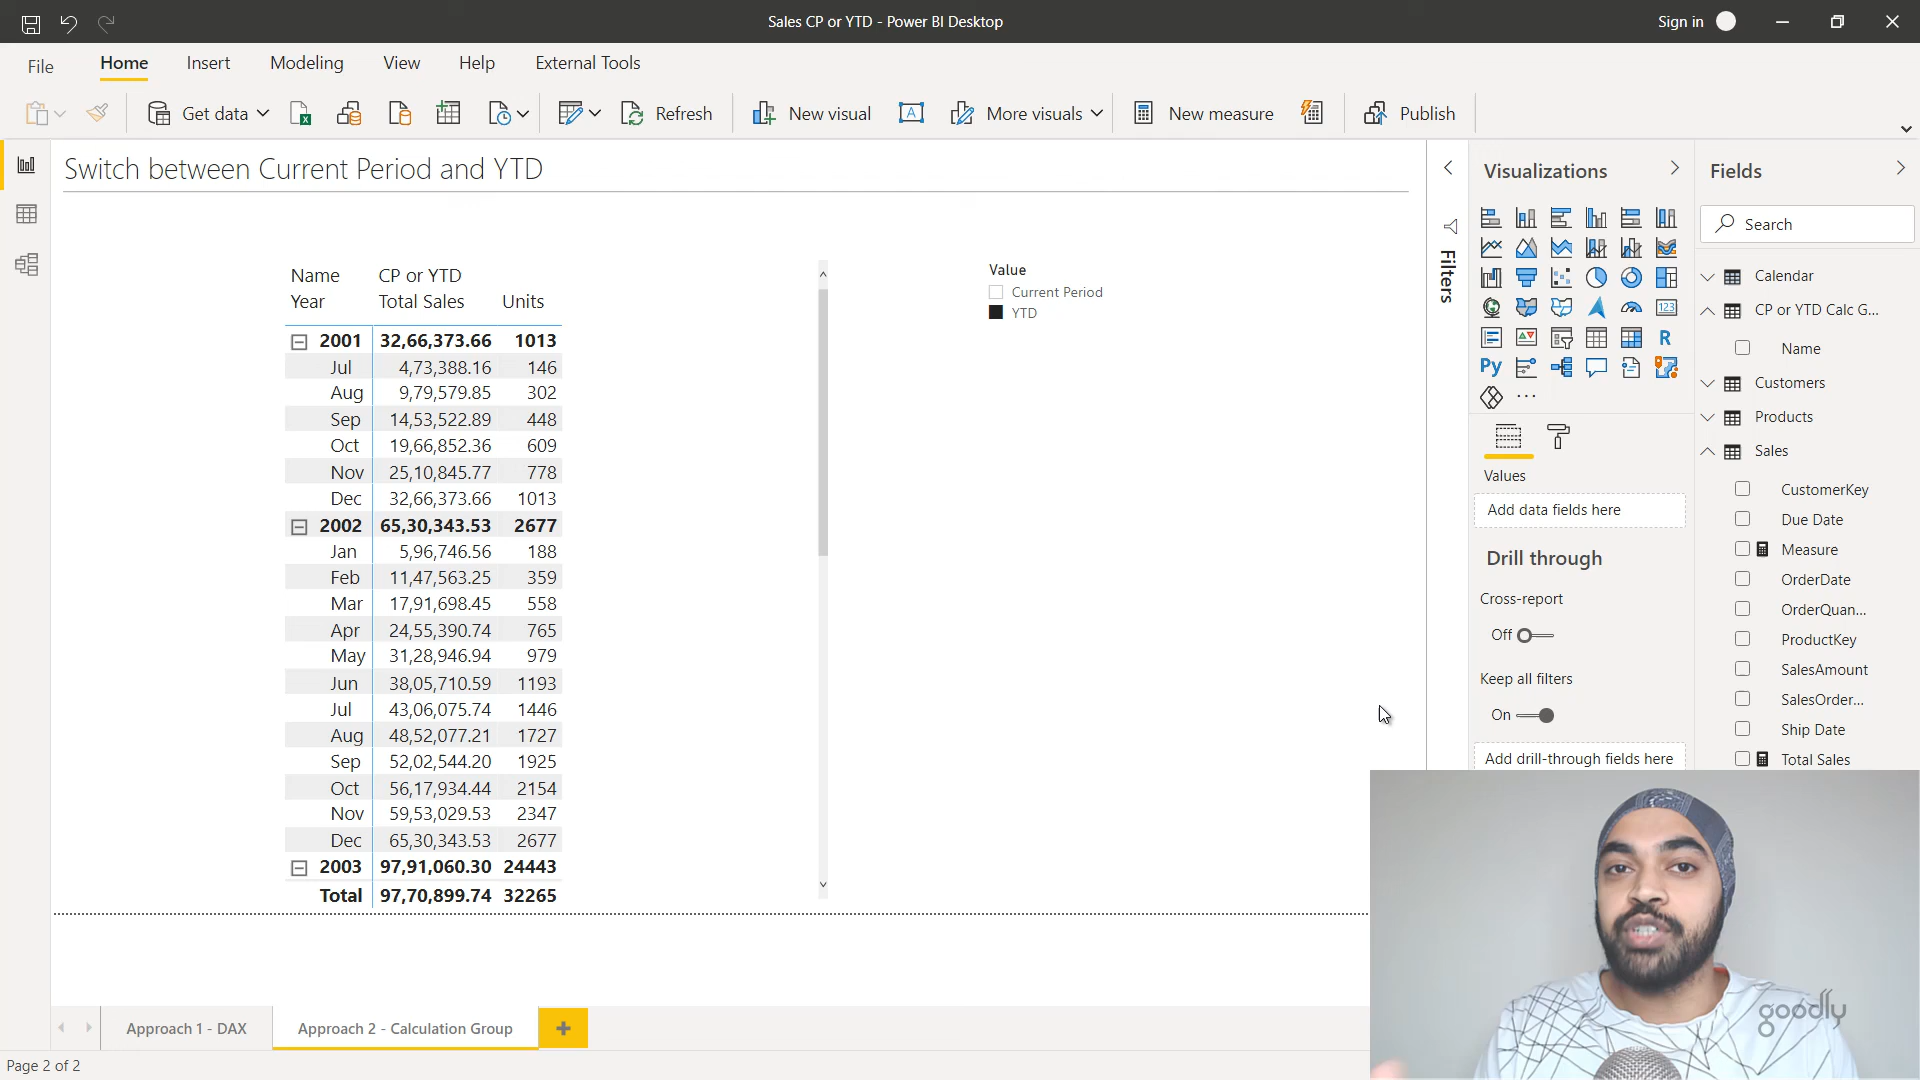 Sales CP or YTD - Power BI Desktop
Sign in
File Home Insert Modeling View Help External Tools
Get data Refresh New visual A More visuals New measure Publish
Switch between Current Period and YTD
Name CP or YTD
Year Total Sales Units
2001 32,66,373.66 1013
Jul 4,73,388.16 146
Aug 9,79,579.85 302
Sep 14,53,522.89 448
Oct 19,66,852.36 609
Nov 25,10,845.77 778
Dec 32,66,373.66 1013
2002 65,30,343.53 2677
Jan 5,96,746.56 188
Feb 11,47,563.25 359
Mar 17,91,698.45 558
Apr 24,55,390.74 765
May 31,28,946.94 979
Jun 38,05,710.59 1193
Jul 43,06,075.74 1446
Aug 48,52,077.21 1727
Sep 52,02,544.20 1925
Oct 56,17,934.44 2154
Nov 59,53,029.53 2347
Dec 65,30,343.53 2677
2003 97,91,060.30 24443
Total 97,70,899.74 32265
Value
Current Period
YTD
Filters
Visualizations
123
R
Py
Values
Add data fields here
Drill through
Cross-report
Off
Keep all filters
On
Add drill-through fields here
Fields
Search
Calendar
CP or YTD Calc G...
Name
Customers
Products
Sales
CustomerKey
Due Date
Measure
OrderDate
OrderQuan...
ProductKey
SalesAmount
SalesOrder...
Ship Date
Total Sales
goodly
Approach 1 - DAX
Approach 2 - Calculation Group
Page 2 of 2